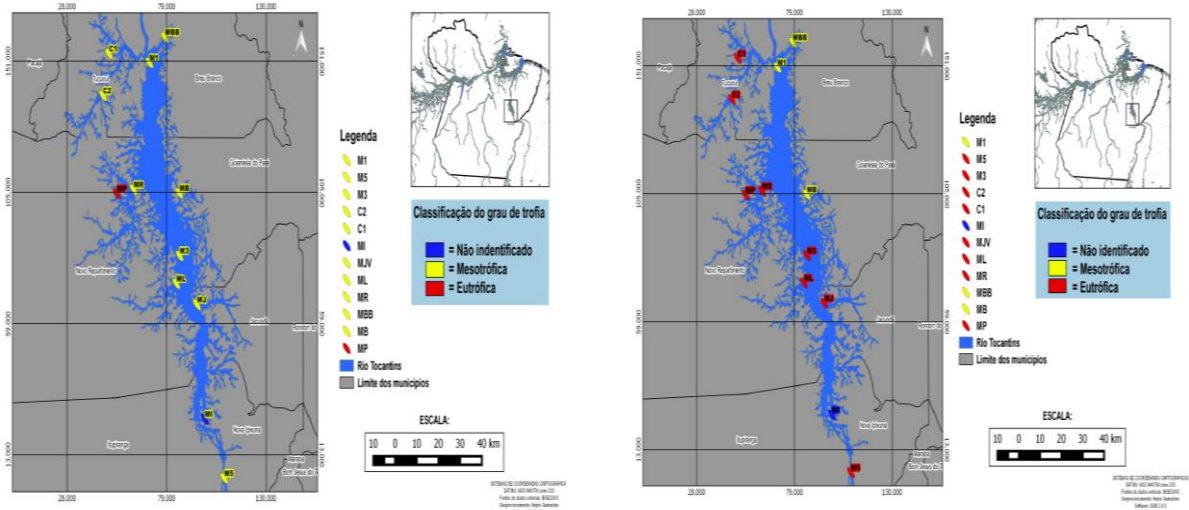 28,000
79,000
130,000
151,000
151,000
105,000
105,000
59,000
59,000
13,000
13,000
28,000
79,000
130,000
N
MBB
C1
M1
C2
MP
MR
MB
M3
ML
MJ
MI
M5
Pacajá
Tucuruí
Breu Branco
Goianésia do Pará
Novo Repartimento
Jacundá
Rondon do
Itupiranga
Nova Ipixuna
Marabá
Bom Jesus do
Legenda
M1
M5
M3
C2
C1
MI
MJV
ML
MR
MBB
MB
MP
Rio Tocantins
Limite dos municípios
Classificação do grau de trofia
= Não indentificado
= Mesotrófica
= Eutrófica
ESCALA:
10 0 10 20 30 40 km
SISTEMAS DE COORDENADAS CARTOGRÁFICA
28,000
79,000
130,000
151,000
151,000
105,000
105,000
59,000
59,000
13,000
13,000
28,000
79,000
130,000
N
MBB
C1
M1
C2
MP
MR
MB
M3
ML
MJ
MI
M5
Pacajá
Tucuruí
Breu Branco
Goianésia do Pará
Novo Repartimento
Jacundá
Rondon do
Itupiranga
Nova Ipixuna
Marabá
Bom Jesus do
Legenda
M1
M5
M3
C2
C1
MI
MJV
ML
MR
MBB
MB
MP
Rio Tocantins
Limite dos municípios
Classificação do grau de trofia
= Não identificado
= Mesotrófica
= Eutrófica
ESCALA:
10 0 10 20 30 40 km
SISTEMAS DE COORDENADAS CARTOGRÁFICAS